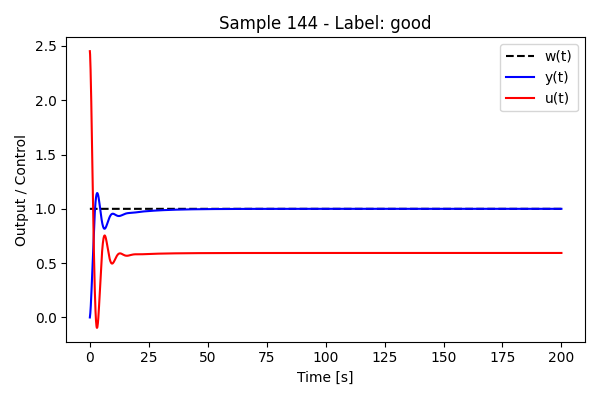 Sample 144 - Label: good
Output / Control
2.5
2.0
1.5
1.0
0.5
0.0
w(t)
y(t)
u(t)
0 25 50 75 100 125 150 175 200
Time [s]